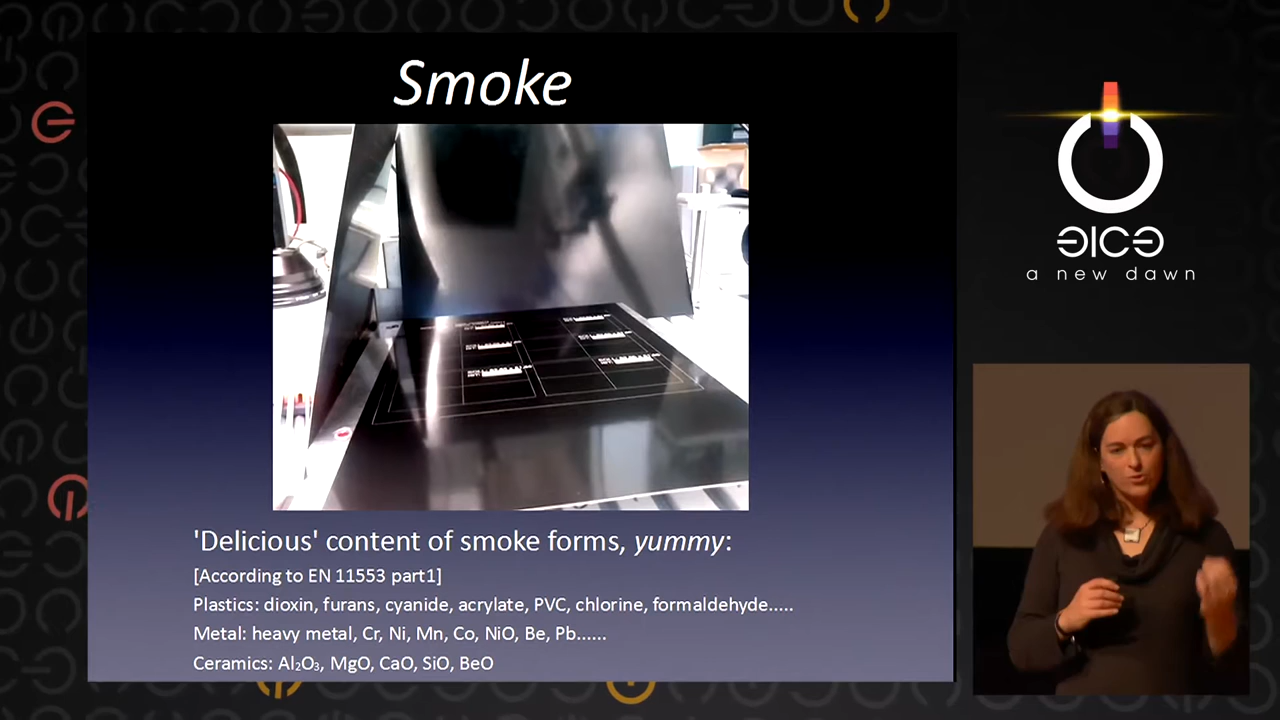 Smoke
'Delicious' content of smoke forms, yummy:
[According to EN 11553 part1]
Plastics: dioxin, furans, cyanide, acrylate, PVC, chlorine, formaldehyde.....
Metal: heavy metal, Cr, Ni, Mn, Co, NiO, Be, Pb......
Ceramics: Al₂O₃, MgO, CaO, SiO, BeO
a new dawn